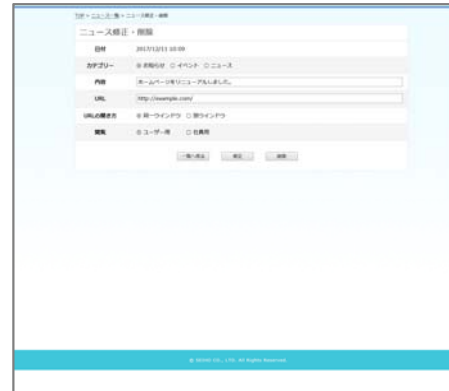 TOP > ニュース一覧 > ニュース修正・削除
ニュース修正・削除
日付 2017/12/11 10:09
カテゴリー お知らせ イベント ニュース
内容 ホームページをリニューアルしました。
URL http://example.com/
URLの開き方 同一ウインドウ 別ウインドウ
閲覧 ユーザー用 社員用
一覧へ戻る 修正 削除
CO., LTD. All Rights Reserved